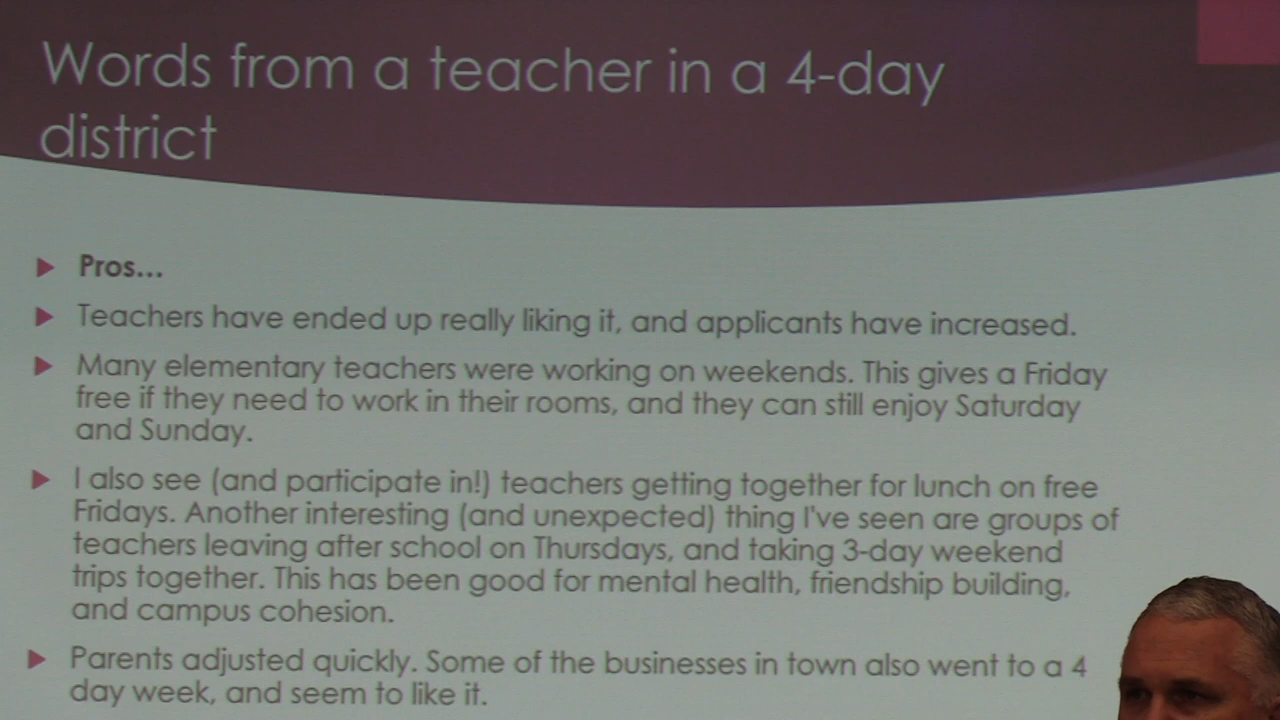 Words from a teacher in a 4-day
district
Pros...
Teachers have ended up really liking it, and applicants have increased.
Many elementary teachers were working on weekends. This gives a Friday
free if they need to work in their rooms, and they can still enjoy Saturday
and Sunday.
I also see (and participate in!) teachers getting together for lunch on free
Fridays. Another interesting (and unexpected) thing I've seen are groups of
teachers leaving after school on Thursdays, and taking 3-day weekend
trips together. This has been good for mental health, friendship building,
and campus cohesion.
Parents adjusted quickly. Some of the businesses in town also went to a 4
day week, and seem to like it.